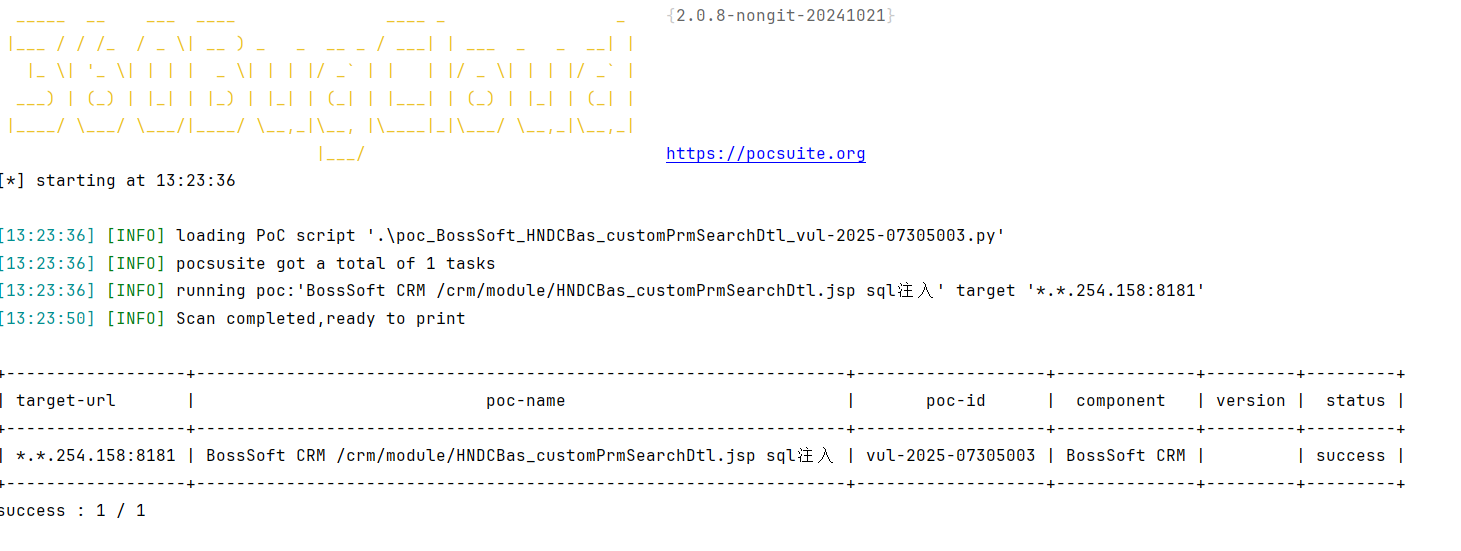 360BugCloud {2.0.8-nongit-20241021}
https://pocsuite.org
[*] starting at 13:23:36
[13:23:36] [INFO] loading PoC script '.\poc_BossSoft_HNDCBas_customPrmSearchDtl_vul-2025-07305003.py'
[13:23:36] [INFO] pocsusite got a total of 1 tasks
[13:23:36] [INFO] running poc:'BossSoft CRM /crm/module/HNDCBas_customPrmSearchDtl.jsp sql注入' target '*.*.254.158:8181'
[13:23:50] [INFO] Scan completed,ready to print
| target-url | poc-name | poc-id | component | version | status |
| *.*.254.158:8181 | BossSoft CRM /crm/module/HNDCBas_customPrmSearchDtl.jsp sql注入 | vul-2025-07305003 | BossSoft CRM | | success |
success : 1 / 1